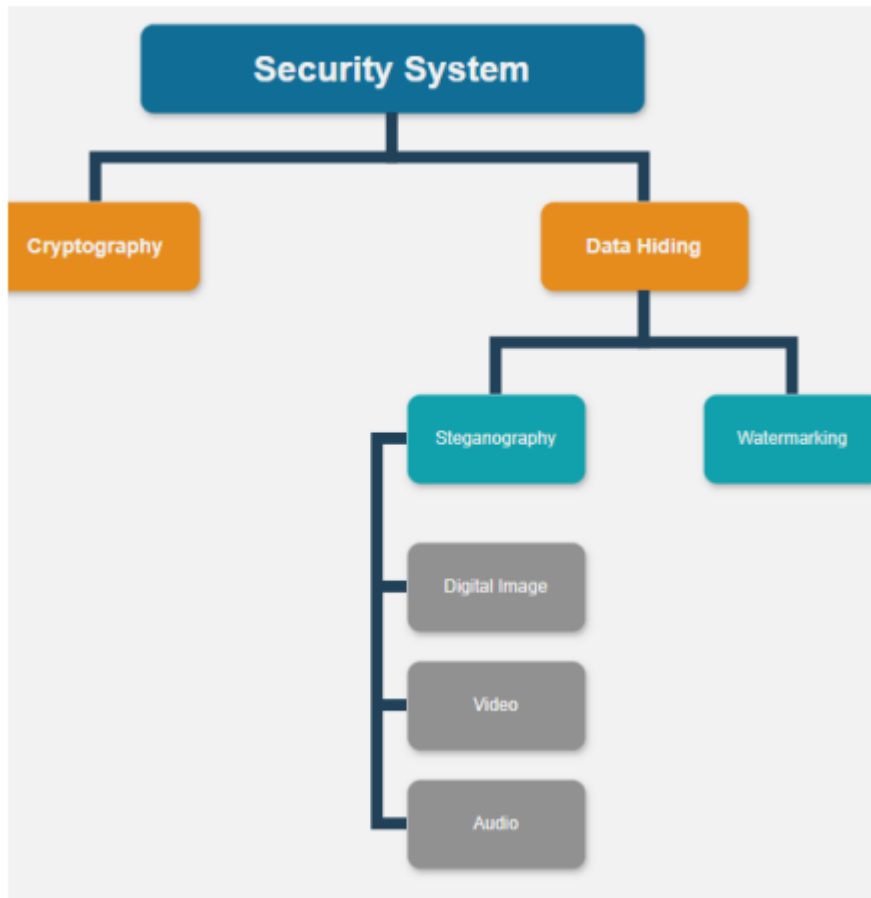 Security System
Cryptography
Data Hiding
Steganography
Watermarking
Digital Image
Video
Audio